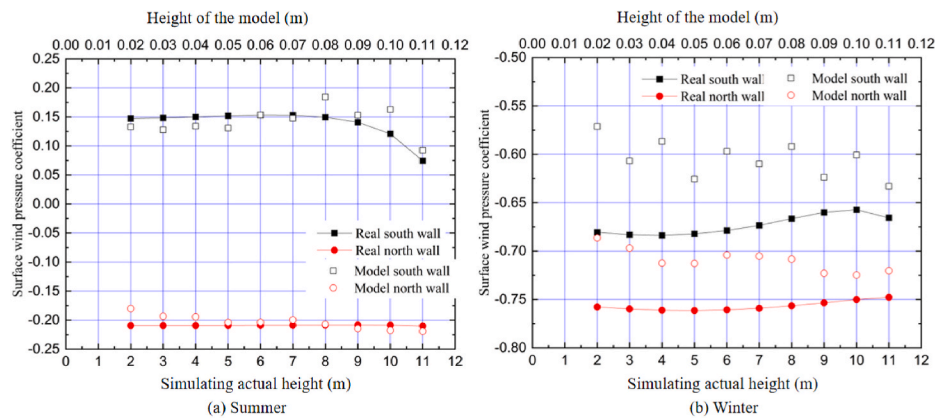 (a)
Height of the model (m)
0.00 0.01 0.02 0.03 0.04 0.05 0.06 0.07 0.08 0.09 0.10 0.11 0.12
0.25
0.20
0.15
0.10
0.05
0.00
-0.05
-0.10
-0.15
-0.20
-0.25
Surface wind pressure coefficient
Real south wall
Real north wall
Model south wall
Model north wall
0 1 2 3 4 5 6 7 8 9 10 11 12
Simulating actual height (m)
(a) Summer
(b)
Height of the model (m)
0.00 0.01 0.02 0.03 0.04 0.05 0.06 0.07 0.08 0.09 0.10 0.11 0.12
-0.50
-0.55
-0.60
-0.65
-0.70
-0.75
-0.80
Surface wind pressure coefficient
Real south wall Model south wall
Real north wall Model north wall
0 1 2 3 4 5 6 7 8 9 10 11 12
Simulating actual height (m)
(b) Winter